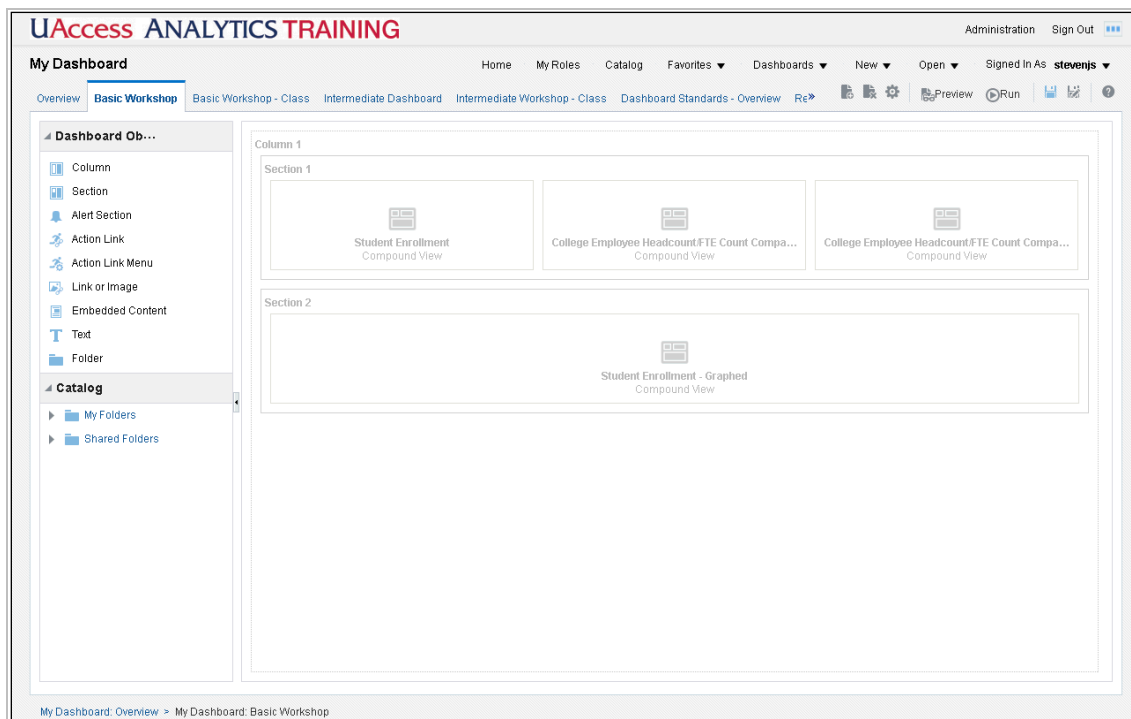 UAccess ANALYTICS TRAINING
Administration Sign Out
My Dashboard
Home My Roles Catalog Favorites Dashboards New Open Signed In As stevenjs
Overview Basic Workshop Basic Workshop - Class Intermediate Dashboard Intermediate Workshop - Class Dashboard Standards - Overview Re» Preview Run
Dashboard Ob...
Column
Section
Alert Section
Action Link
Action Link Menu
Link or Image
Embedded Content
Text
Folder
Catalog
My Folders
Shared Folders
Column 1
Section 1
Student Enrollment
Compound View
College Employee Headcount/FTE Count Compa...
Compound View
College Employee Headcount/FTE Count Compa...
Compound View
Section 2
Student Enrollment - Graphed
Compound View
My Dashboard: Overview > My Dashboard: Basic Workshop